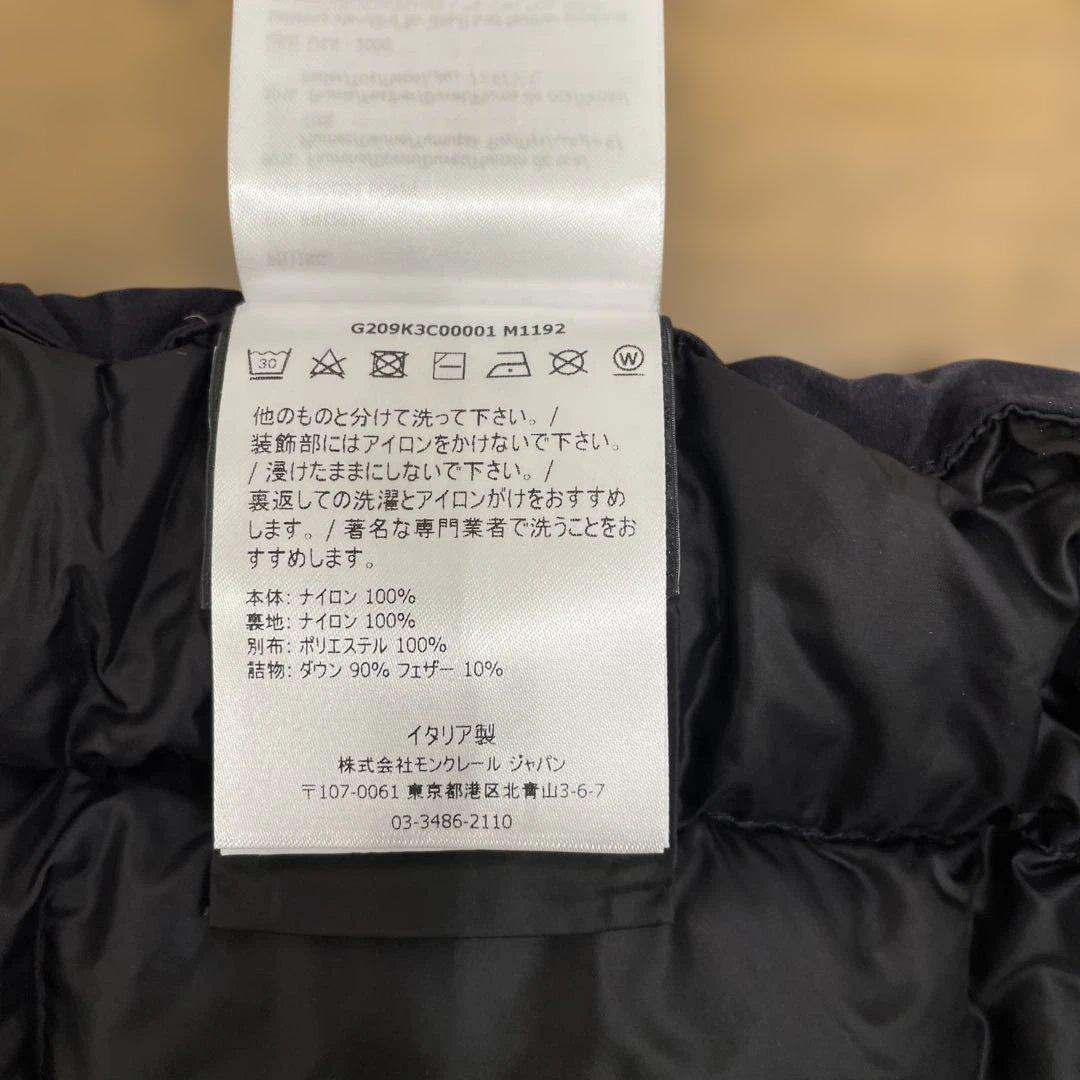 G209K3C00001 M1192
30
W
他のものと分けて洗って下さい。/
装飾部にはアイロンをかけないで下さい。
/ 浸けたままにしないで下さい。/
裏返しての洗濯とアイロンがけをおすすめ
します。/ 著名な専門業者で洗うことをお
すすめします。
本体: ナイロン 100%
裏地: ナイロン 100%
別布: ポリエステル 100%
詰物: ダウン 90% フェザー 10%
イタリア製
株式会社モンクレール ジャパン
〒107-0061 東京都港区北青山3-6-7
03-3486-2110